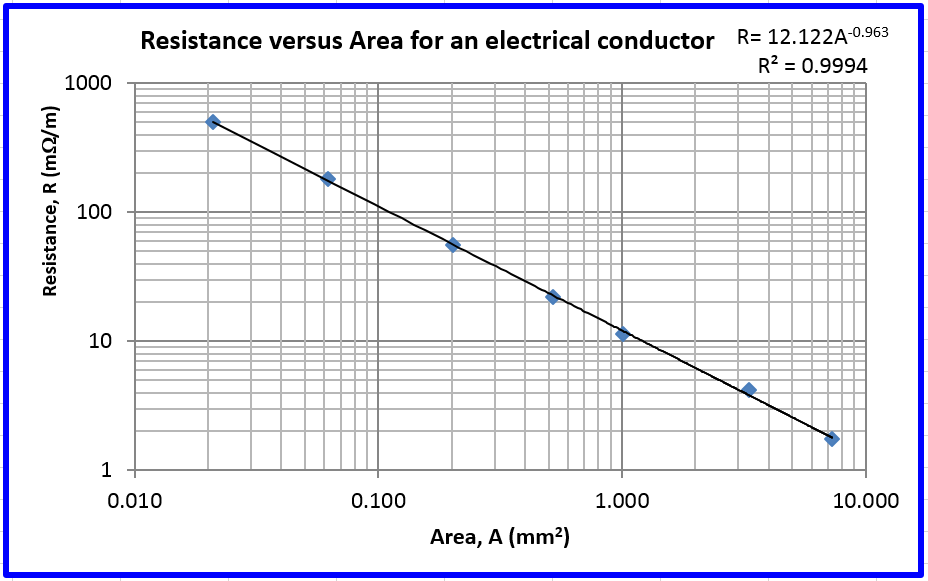 Resistance versus Area for an electrical conductor
R= 12.122A⁻⁰·⁹⁶³
R² = 0.9994
Resistance, R (mΩ/m)
1000
100
10
1
0.010 0.100 1.000 10.000
Area, A (mm²)